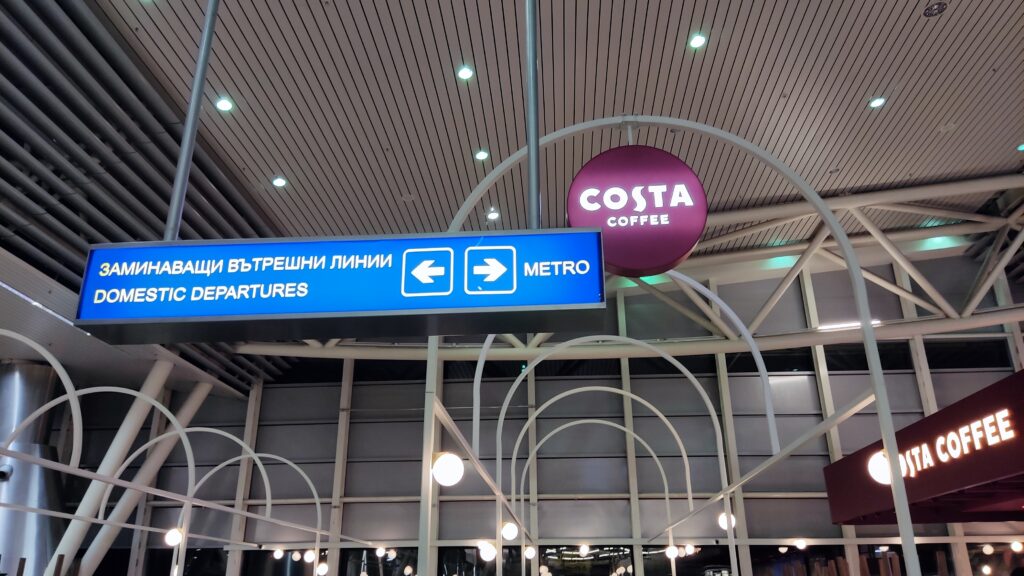 ЗАМИНАВАЩИ ВЪТРЕШНИ ЛИНИИ
DOMESTIC DEPARTURES
METRO
COSTA
COFFEE
COSTA COFFEE